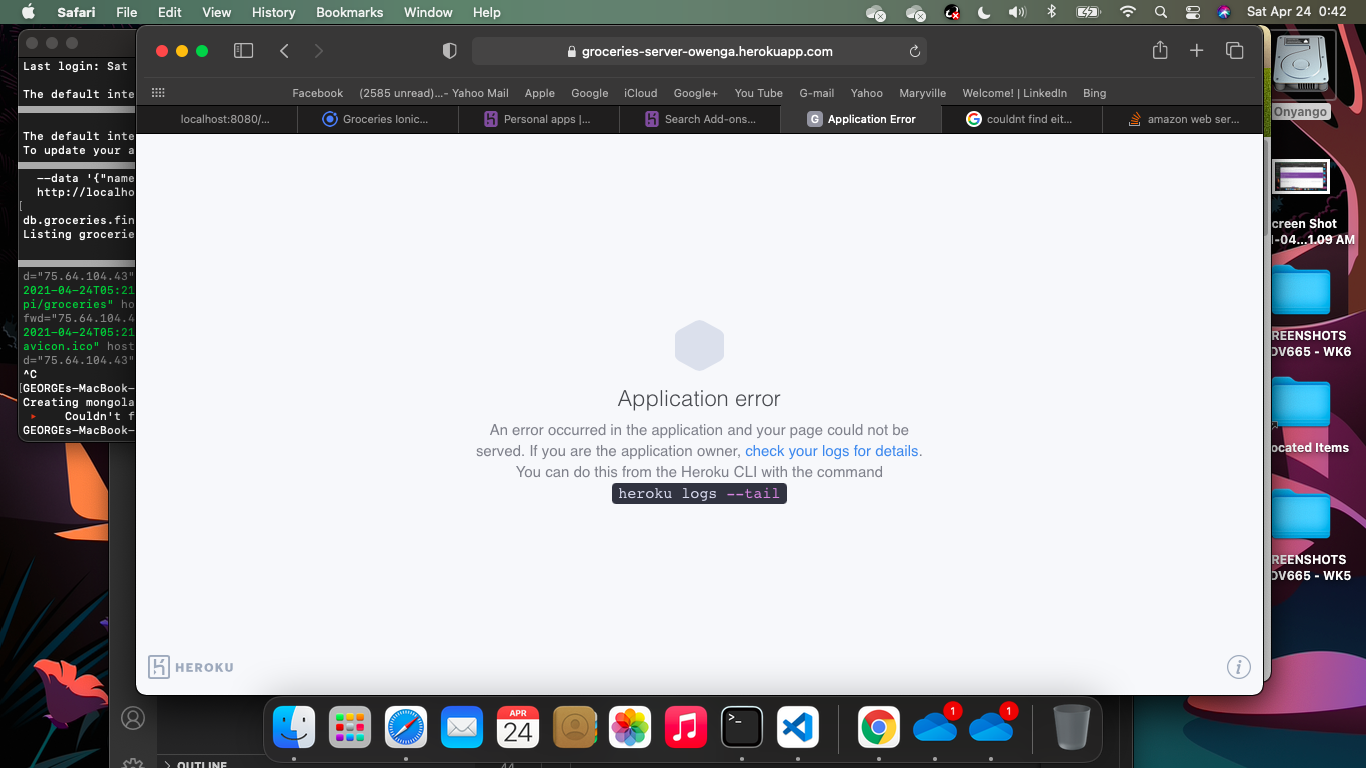 Safari File Edit View History Bookmarks Window Help Sat Apr 24 0:42
groceries-server-owenga.herokuapp.com
Facebook (2585 unread)...- Yahoo Mail Apple Google iCloud Google+ You Tube G-mail Yahoo Maryville Welcome! | LinkedIn Bing
localhost:8080/... Groceries Ionic... Personal apps |... Search Add-ons... Application Error couldnt find eit... amazon web ser...
Last login: Sat
The default inte
The default inte
To update your a
--data '{"name
http://localho
[
db.groceries.fin
Listing grocerie
d="75.64.104.43"
2021-04-24T05:21
pi/groceries" ho
fwd="75.64.104.4
2021-04-24T05:21
avicon.ico" host
d="75.64.104.43"
^C
[GEORGEs-MacBook-
Creating mongola
▸ Couldn't f
GEORGEs-MacBook-
Application error
An error occurred in the application and your page could not be
served. If you are the application owner, check your logs for details.
You can do this from the Heroku CLI with the command
heroku logs --tail
HEROKU
i
Onyango
creen Shot
-04...1.09 AM
REENSHOTS
OV665 - WK6
ocated Items
REENSHOTS
OV665 - WK5
OUTLINE
44
APR
24
1
1